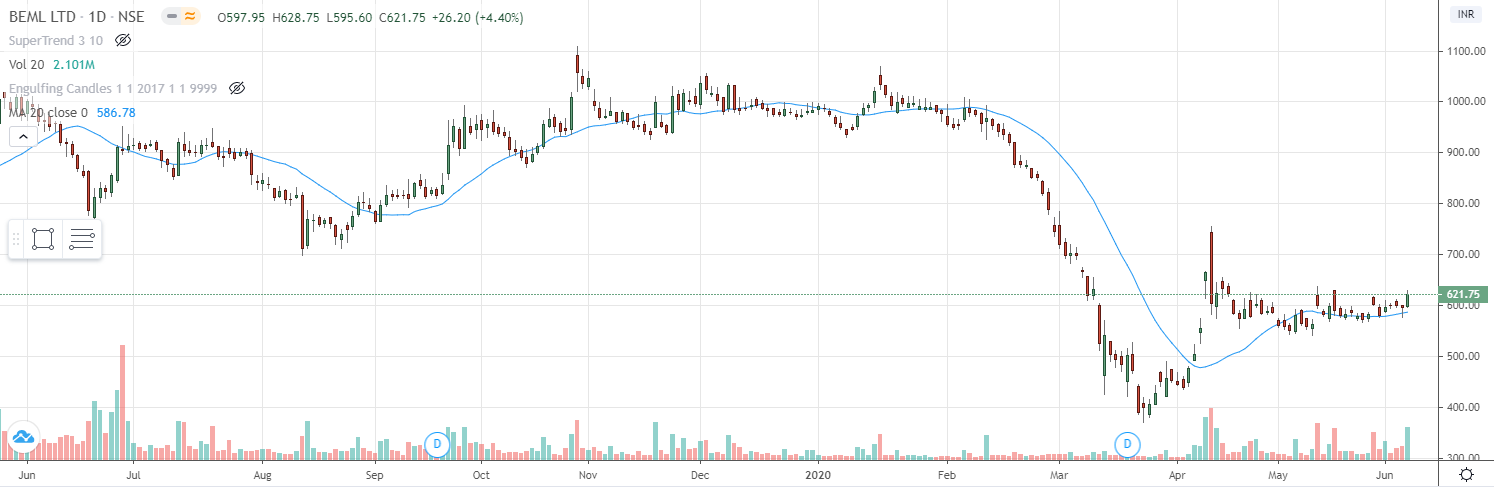 BEML LTD · 1D · NSE O597.95 H628.75 L595.60 C621.75 +26.20 (+4.40%) INR
SuperTrend 3 10
Vol 20 2.101M
Engulfing Candles 1 1 2017 1 1 9999
MA 20 close 0 586.78
1100.00
1000.00
900.00
800.00
700.00
621.75
600.00
500.00
400.00
300.00
D D
Jun Jul Aug Sep Oct Nov Dec 2020 Feb Mar Apr May Jun